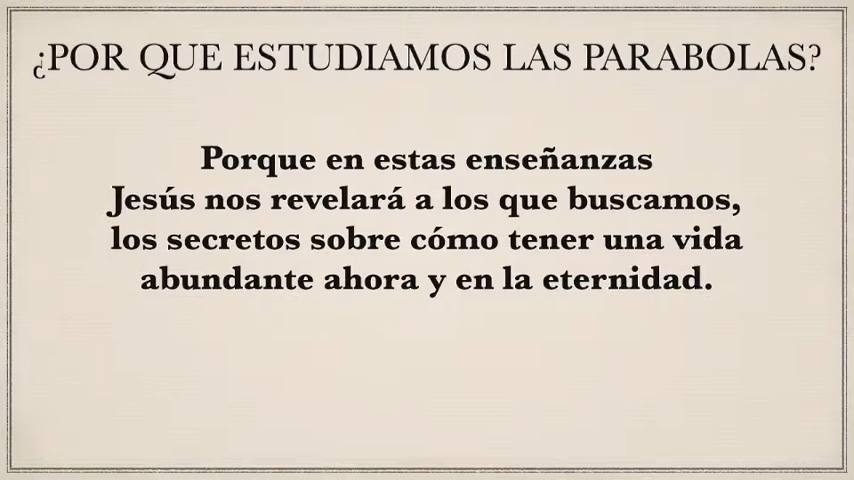 ¿POR QUE ESTUDIAMOS LAS PARABOLAS?
Porque en estas enseñanzas
Jesús nos revelará a los que buscamos,
los secretos sobre cómo tener una vida
abundante ahora y en la eternidad.